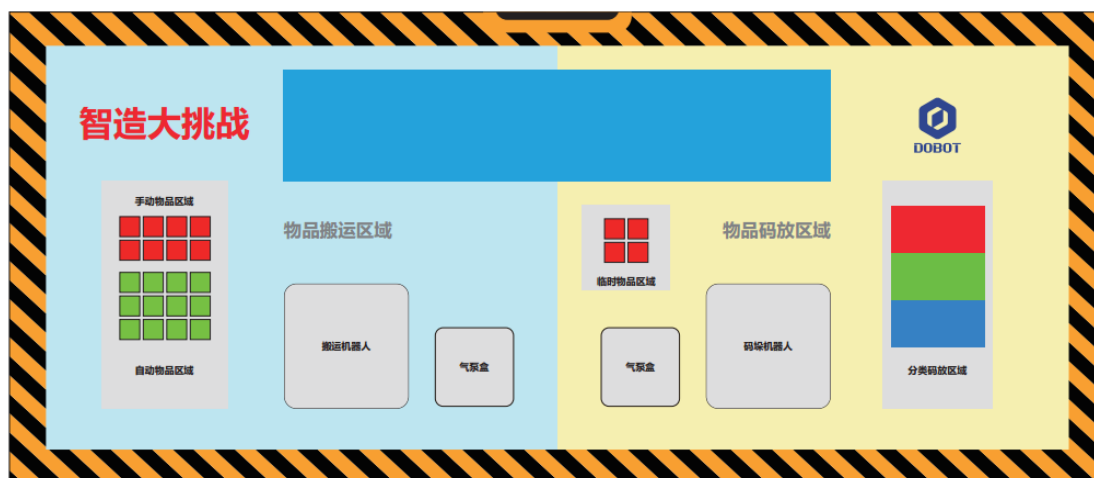 智造大挑战
DOBOT
手动物品区域
物品搬运区域
物品码放区域
临时物品区域
搬运机器人
气泵盒
气泵盒
码垛机器人
自动物品区域
分类码放区域